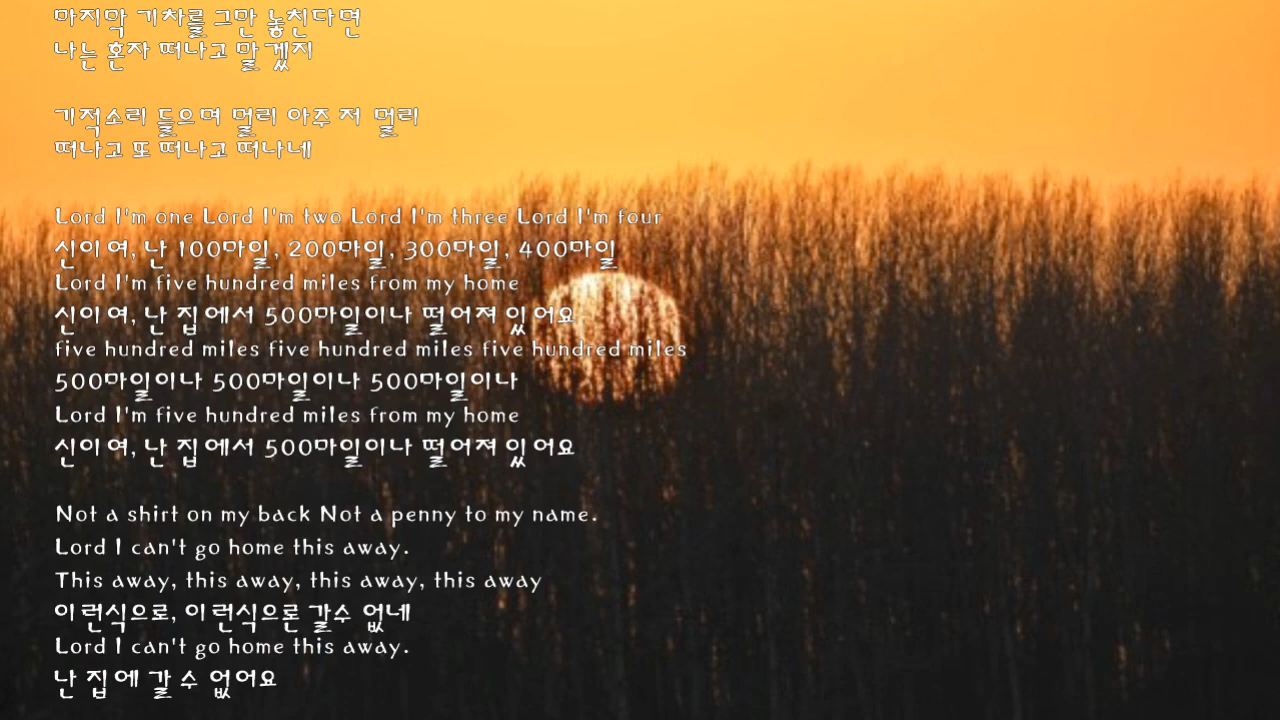 마지막 기차를 그만 놓친다면
나는 혼자 떠나고 말겠지
기적소리 들으며 멀리 아주 저 멀리
떠나고 또 떠나고 떠나네
Lord I'm one Lord I'm two Lord I'm three Lord I'm four
신이여, 난 100마일, 200마일, 300마일, 400마일
Lord I'm five hundred miles from my home
신이여, 난 집에서 500마일이나 떨어져 있어요
five hundred miles five hundred miles five hundred miles
500마일이나 500마일이나 500마일이나
Lord I'm five hundred miles from my home
신이여, 난 집에서 500마일이나 떨어져 있어요
Not a shirt on my back Not a penny to my name.
Lord I can't go home this away.
This away, this away, this away, this away
이런식으로, 이런식으론 갈수 없네
Lord I can't go home this away.
난 집에 갈 수 없어요